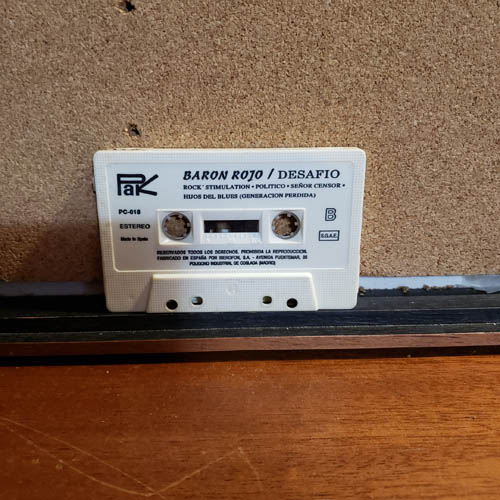 Park
BARON ROJO / DESAFIO
ROCK' STIMULATION • POLITICO • SEÑOR CENSOR •
HIJOS DEL BLUES (GENERACION PERDIDA)
PC-018
ESTEREO
Made in Spain
B
S.G.A.E.
RESERVADOS TODOS LOS DERECHOS. PROHIBIDA LA REPRODUCCION.
FABRICADO EN ESPAÑA POR IBEROFON, S.A. - AVENIDA FUENTEMAR, 35
POLIGONO INDUSTRIAL DE COSLADA (MADRID)